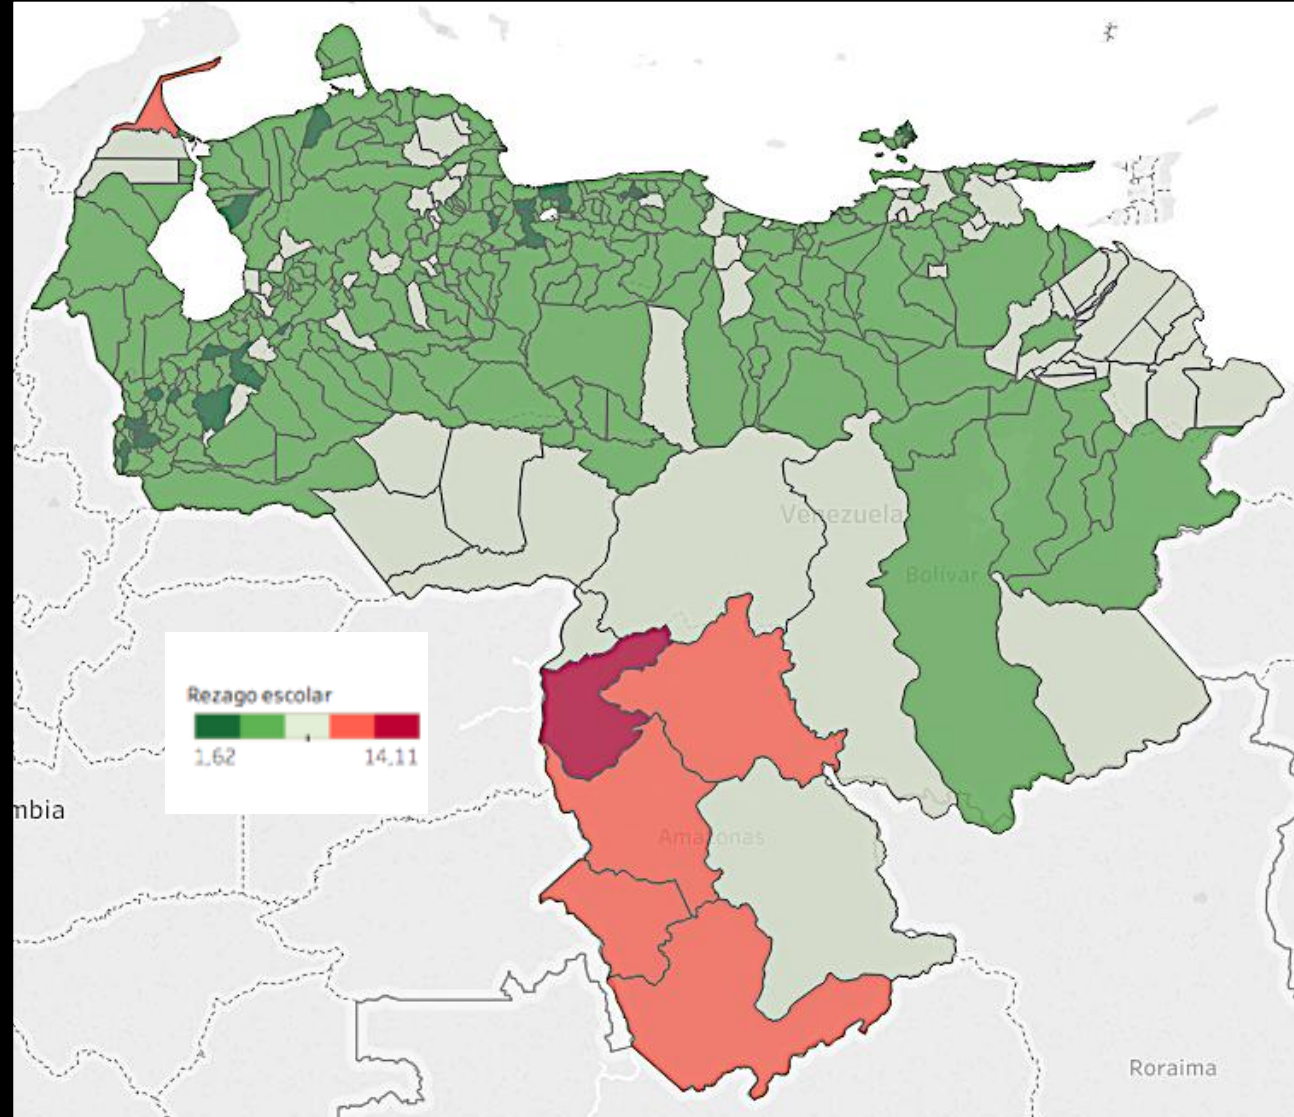 Venezuela
Bolívar
Rezago escolar
1,62 14,11
mbia
Amazonas
Roraima